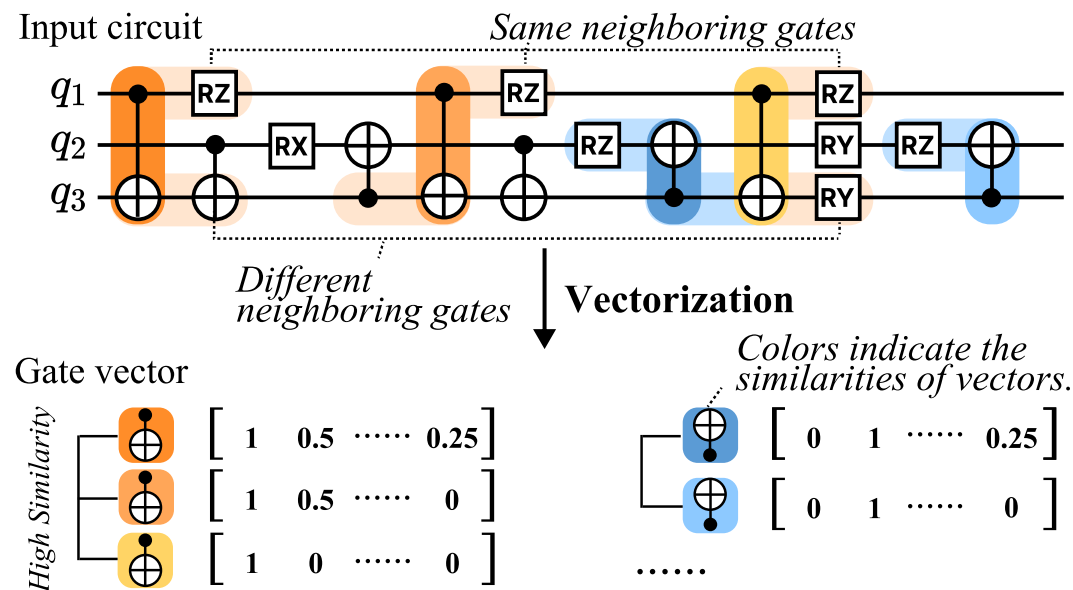 Input circuit
Same neighboring gates
q1 RZ RZ RZ
q2 RX RZ RY RZ
q3 RY
Different
neighboring gates
Vectorization
Colors indicate the
similarities of vectors.
Gate vector
High Similarity
[ 1 0.5 ...... 0.25 ]
[ 1 0.5 ...... 0 ]
[ 1 0 ...... 0 ]
[ 0 1 ...... 0.25 ]
[ 0 1 ...... 0 ]
......